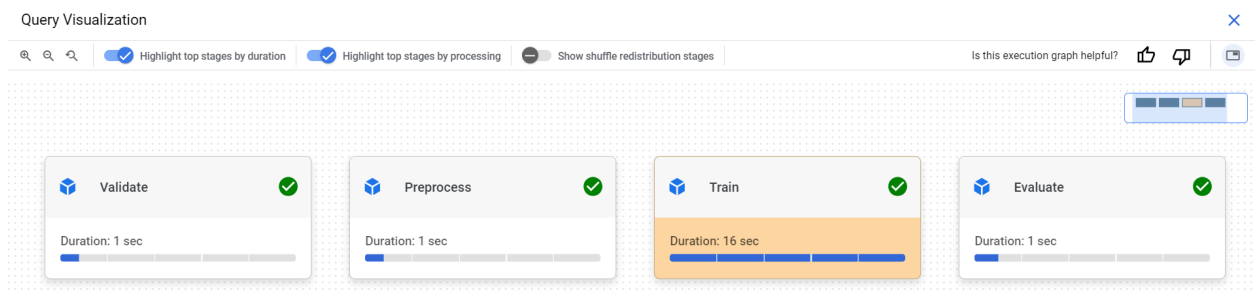 Query Visualization
Highlight top stages by duration
Highlight top stages by processing
Show shuffle redistribution stages
Is this execution graph helpful?
Validate
Preprocess
Train
Evaluate
Duration: 1 sec
Duration: 1 sec
Duration: 16 sec
Duration: 1 sec